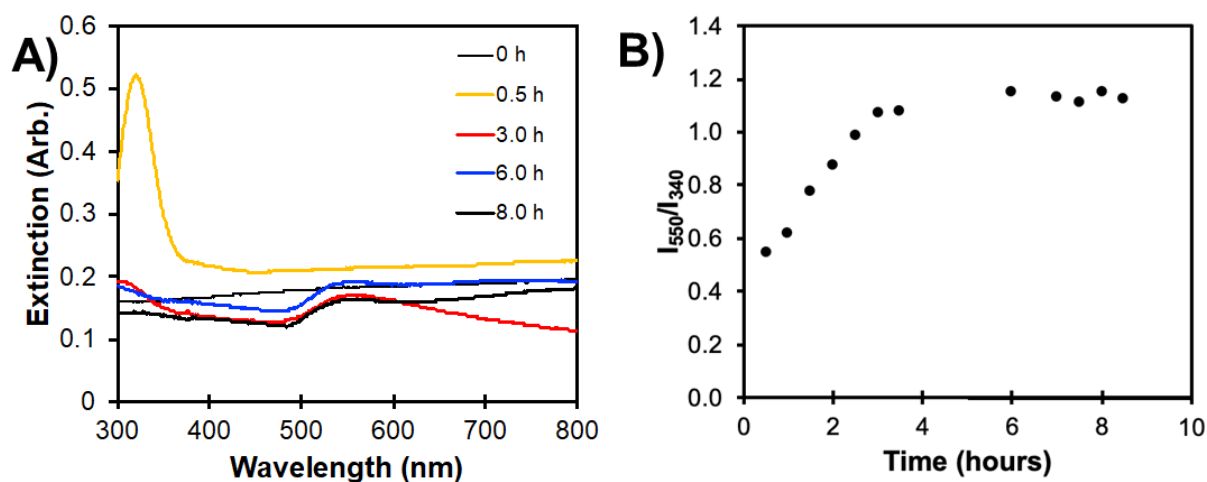 A)
0.6
0.5
0.4
0.3
0.2
0.1
0
Extinction (Arb.)
300 400 500 600 700 800
Wavelength (nm)
0 h
0.5 h
3.0 h
6.0 h
8.0 h
B)
1.4
1.2
1.0
0.8
0.6
0.4
0.2
0.0
I550/I340
0 2 4 6 8 10
Time (hours)